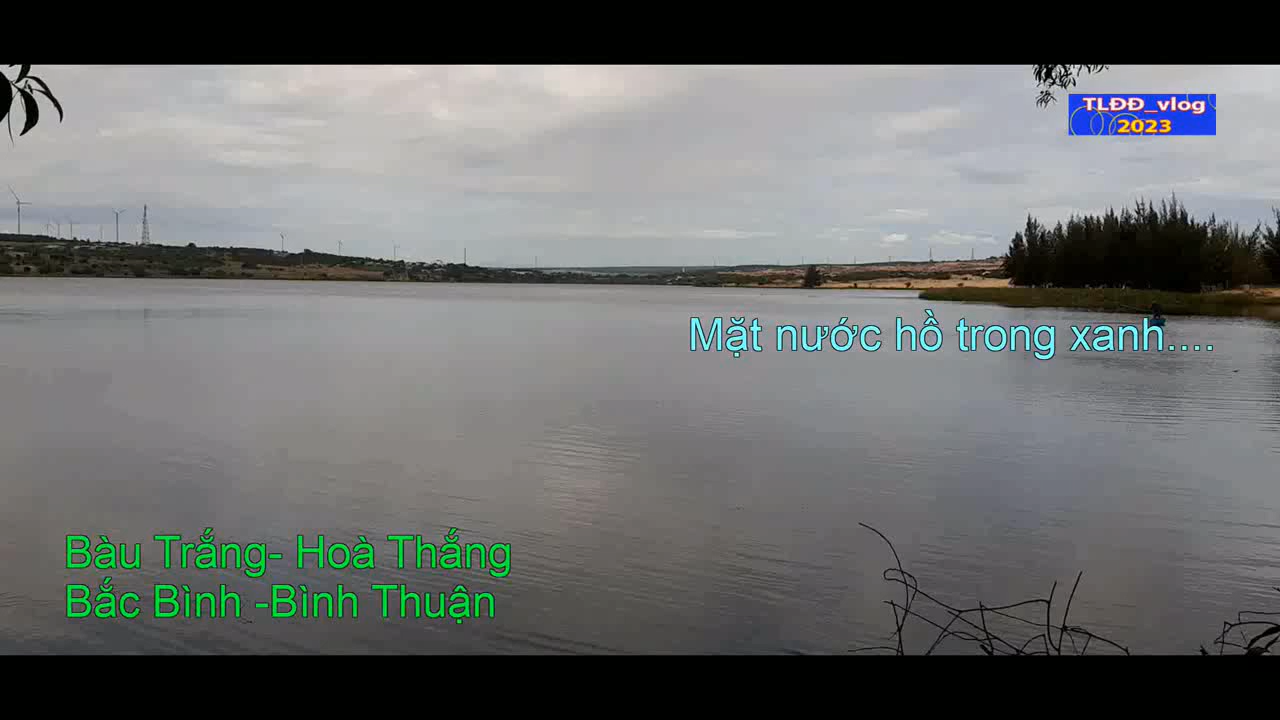 TLĐĐ_vlog
2023
Mặt nước hồ trong xanh....
Bàu Trắng- Hoà Thắng
Bắc Bình -Bình Thuận